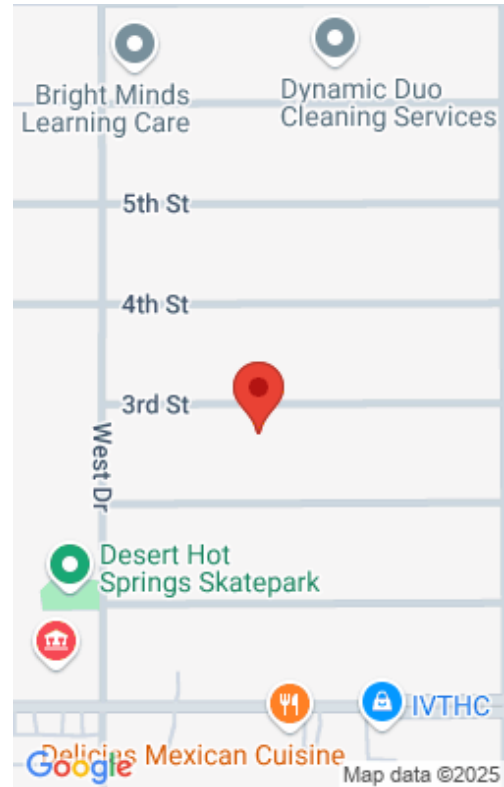 Bright Minds
Learning Care
Dynamic Duo
Cleaning Services
5th St
4th St
3rd St
West Dr
Desert Hot
Springs Skatepark
IVTHC
Delicias Mexican Cuisine
Google
Map data ©2025